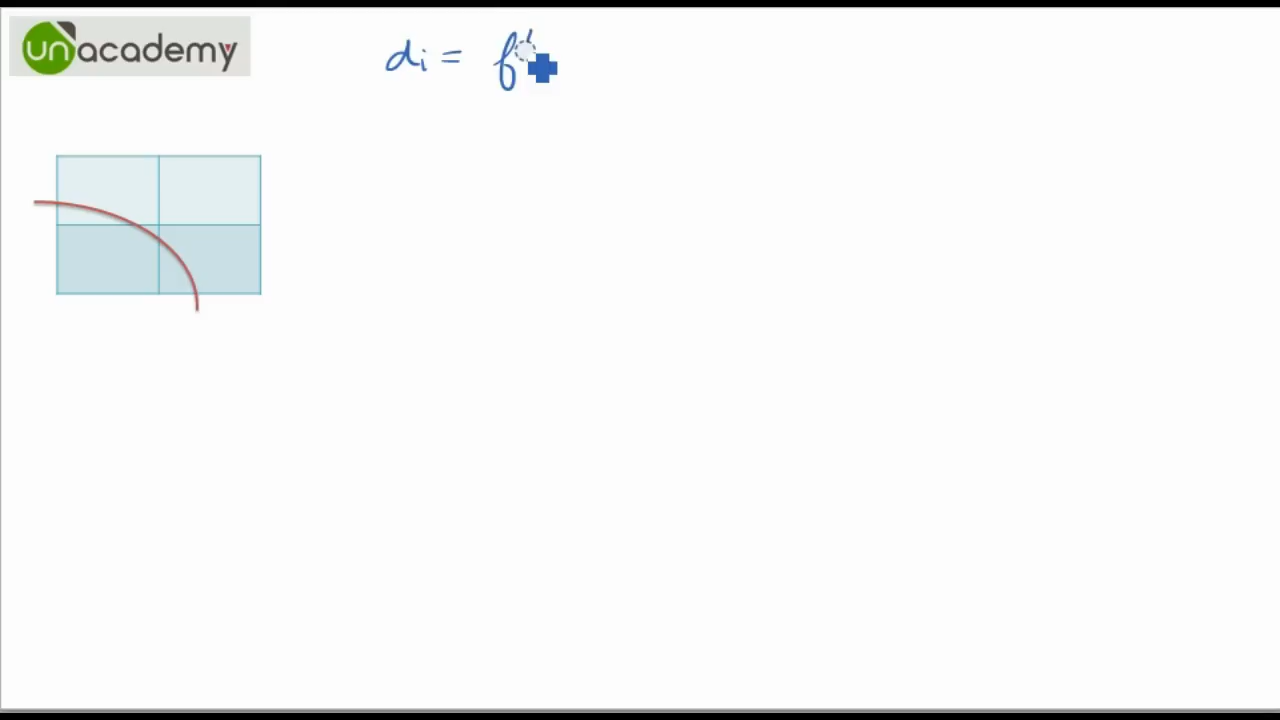 unacademy
di = f